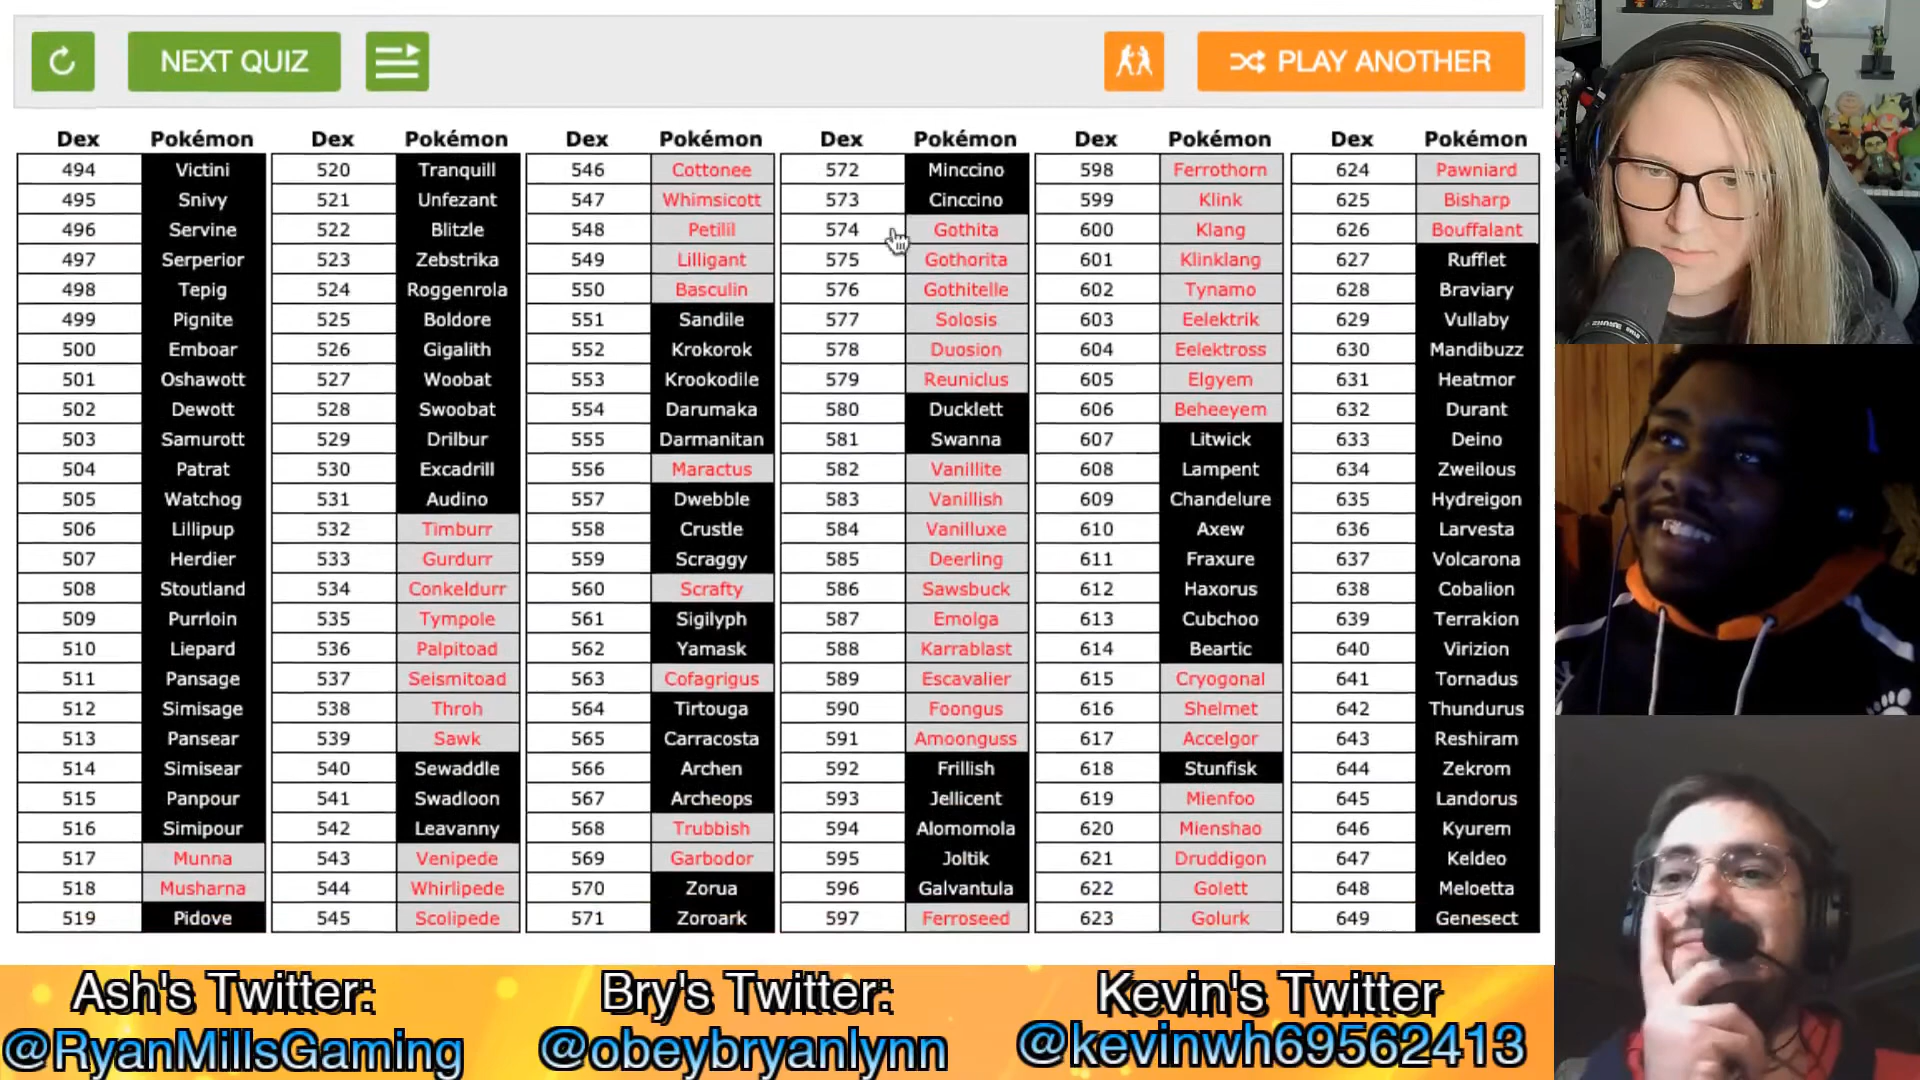 NEXT QUIZ PLAY ANOTHER
Dex Pokémon Dex Pokémon Dex Pokémon Dex Pokémon Dex Pokémon Dex Pokémon
494 Victini 520 Tranquill 546 Cottonee 572 Minccino 598 Ferrothorn 624 Pawniard
495 Snivy 521 Unfezant 547 Whimsicott 573 Cinccino 599 Klink 625 Bisharp
496 Servine 522 Blitzle 548 Petilil 574 Gothita 600 Klang 626 Bouffalant
497 Serperior 523 Zebstrika 549 Lilligant 575 Gothorita 601 Klinklang 627 Rufflet
498 Tepig 524 Roggenrola 550 Basculin 576 Gothitelle 602 Tynamo 628 Braviary
499 Pignite 525 Boldore 551 Sandile 577 Solosis 603 Eelektrik 629 Vullaby
500 Emboar 526 Gigalith 552 Krokorok 578 Duosion 604 Eelektross 630 Mandibuzz
501 Oshawott 527 Woobat 553 Krookodile 579 Reuniclus 605 Elgyem 631 Heatmor
502 Dewott 528 Swoobat 554 Darumaka 580 Ducklett 606 Beheeyem 632 Durant
503 Samurott 529 Drilbur 555 Darmanitan 581 Swanna 607 Litwick 633 Deino
504 Patrat 530 Excadrill 556 Maractus 582 Vanillite 608 Lampent 634 Zweilous
505 Watchog 531 Audino 557 Dwebble 583 Vanillish 609 Chandelure 635 Hydreigon
506 Lillipup 532 Timburr 558 Crustle 584 Vanilluxe 610 Axew 636 Larvesta
507 Herdier 533 Gurdurr 559 Scraggy 585 Deerling 611 Fraxure 637 Volcarona
508 Stoutland 534 Conkeldurr 560 Scrafty 586 Sawsbuck 612 Haxorus 638 Cobalion
509 Purrloin 535 Tympole 561 Sigilyph 587 Emolga 613 Cubchoo 639 Terrakion
510 Liepard 536 Palpitoad 562 Yamask 588 Karrablast 614 Beartic 640 Virizion
511 Pansage 537 Seismitoad 563 Cofagrigus 589 Escavalier 615 Cryogonal 641 Tornadus
512 Simisage 538 Throh 564 Tirtouga 590 Foongus 616 Shelmet 642 Thundurus
513 Pansear 539 Sawk 565 Carracosta 591 Amoonguss 617 Accelgor 643 Reshiram
514 Simisear 540 Sewaddle 566 Archen 592 Frillish 618 Stunfisk 644 Zekrom
515 Panpour 541 Swadloon 567 Archeops 593 Jellicent 619 Mienfoo 645 Landorus
516 Simipour 542 Leavanny 568 Trubbish 594 Alomomola 620 Mienshao 646 Kyurem
517 Munna 543 Venipede 569 Garbodor 595 Joltik 621 Druddigon 647 Keldeo
518 Musharna 544 Whirlipede 570 Zorua 596 Galvantula 622 Golett 648 Meloetta
519 Pidove 545 Scolipede 571 Zoroark 597 Ferroseed 623 Golurk 649 Genesect
Ash's Twitter: Bry's Twitter: Kevin's Twitter
@RyanMillsGaming @obeybryanlynn @kevinwh69562413